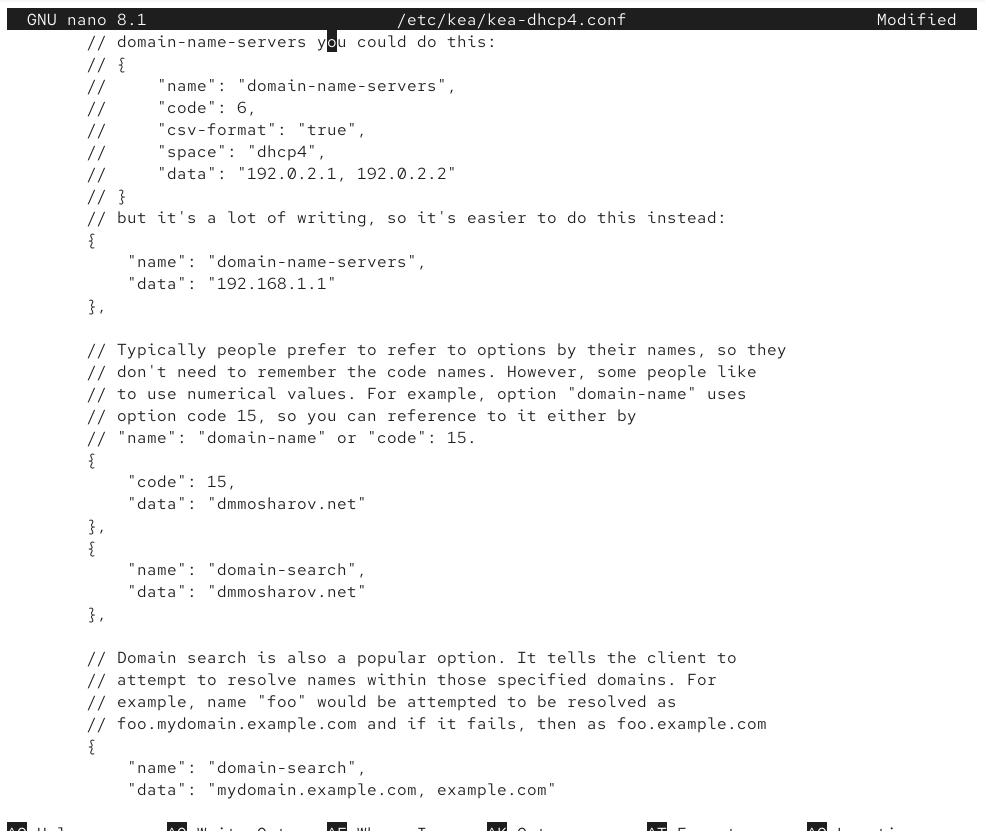 GNU nano 8.1 /etc/kea/kea-dhcp4.conf Modified
// domain-name-servers you could do this:
// {
//     "name": "domain-name-servers",
//     "code": 6,
//     "csv-format": "true",
//     "space": "dhcp4",
//     "data": "192.0.2.1, 192.0.2.2"
// }
// but it's a lot of writing, so it's easier to do this instead:
{
    "name": "domain-name-servers",
    "data": "192.168.1.1"
},
// Typically people prefer to refer to options by their names, so they
// don't need to remember the code names. However, some people like
// to use numerical values. For example, option "domain-name" uses
// option code 15, so you can reference to it either by
// "name": "domain-name" or "code": 15.
{
    "code": 15,
    "data": "dmmosharov.net"
},
{
    "name": "domain-search",
    "data": "dmmosharov.net"
},
// Domain search is also a popular option. It tells the client to
// attempt to resolve names within those specified domains. For
// example, name "foo" would be attempted to be resolved as
// foo.mydomain.example.com and if it fails, then as foo.example.com
{
    "name": "domain-search",
    "data": "mydomain.example.com, example.com"